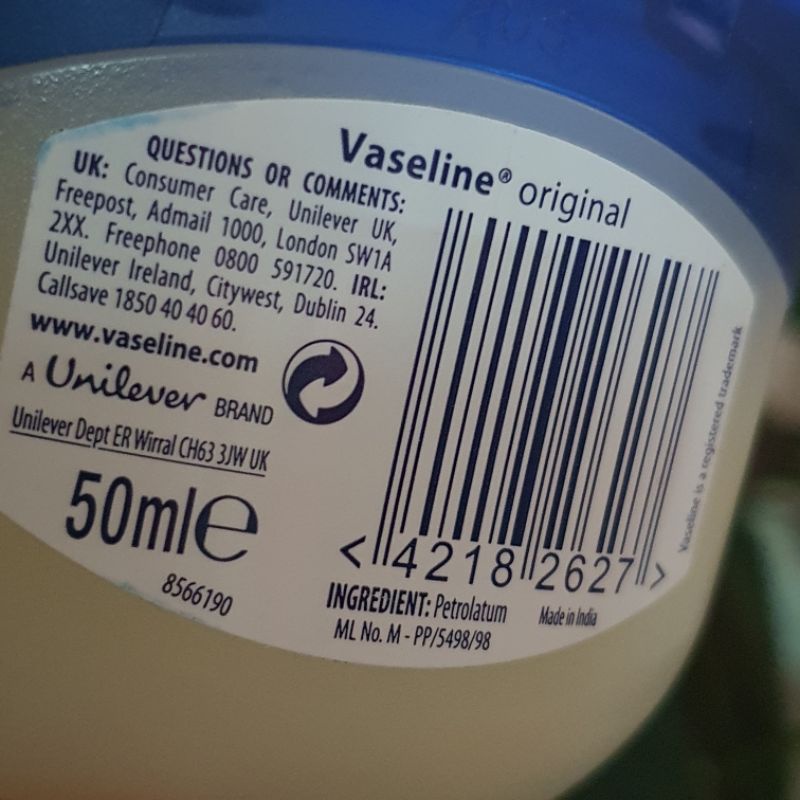 Vaseline® original
QUESTIONS OR COMMENTS:
UK: Consumer Care, Unilever UK,
Freepost, Admail 1000, London SW1A
2XX. Freephone 0800 591720. IRL:
Unilever Ireland, Citywest, Dublin 24.
Callsave 1850 40 40 60.
www.vaseline.com
A Unilever BRAND
Unilever Dept ER Wirral CH63 3JW UK
50ml℮
8566190
<4218 2627>
INGREDIENT: Petrolatum
Made in India
ML No. M - PP/5498/98
Vaseline is a registered trademark